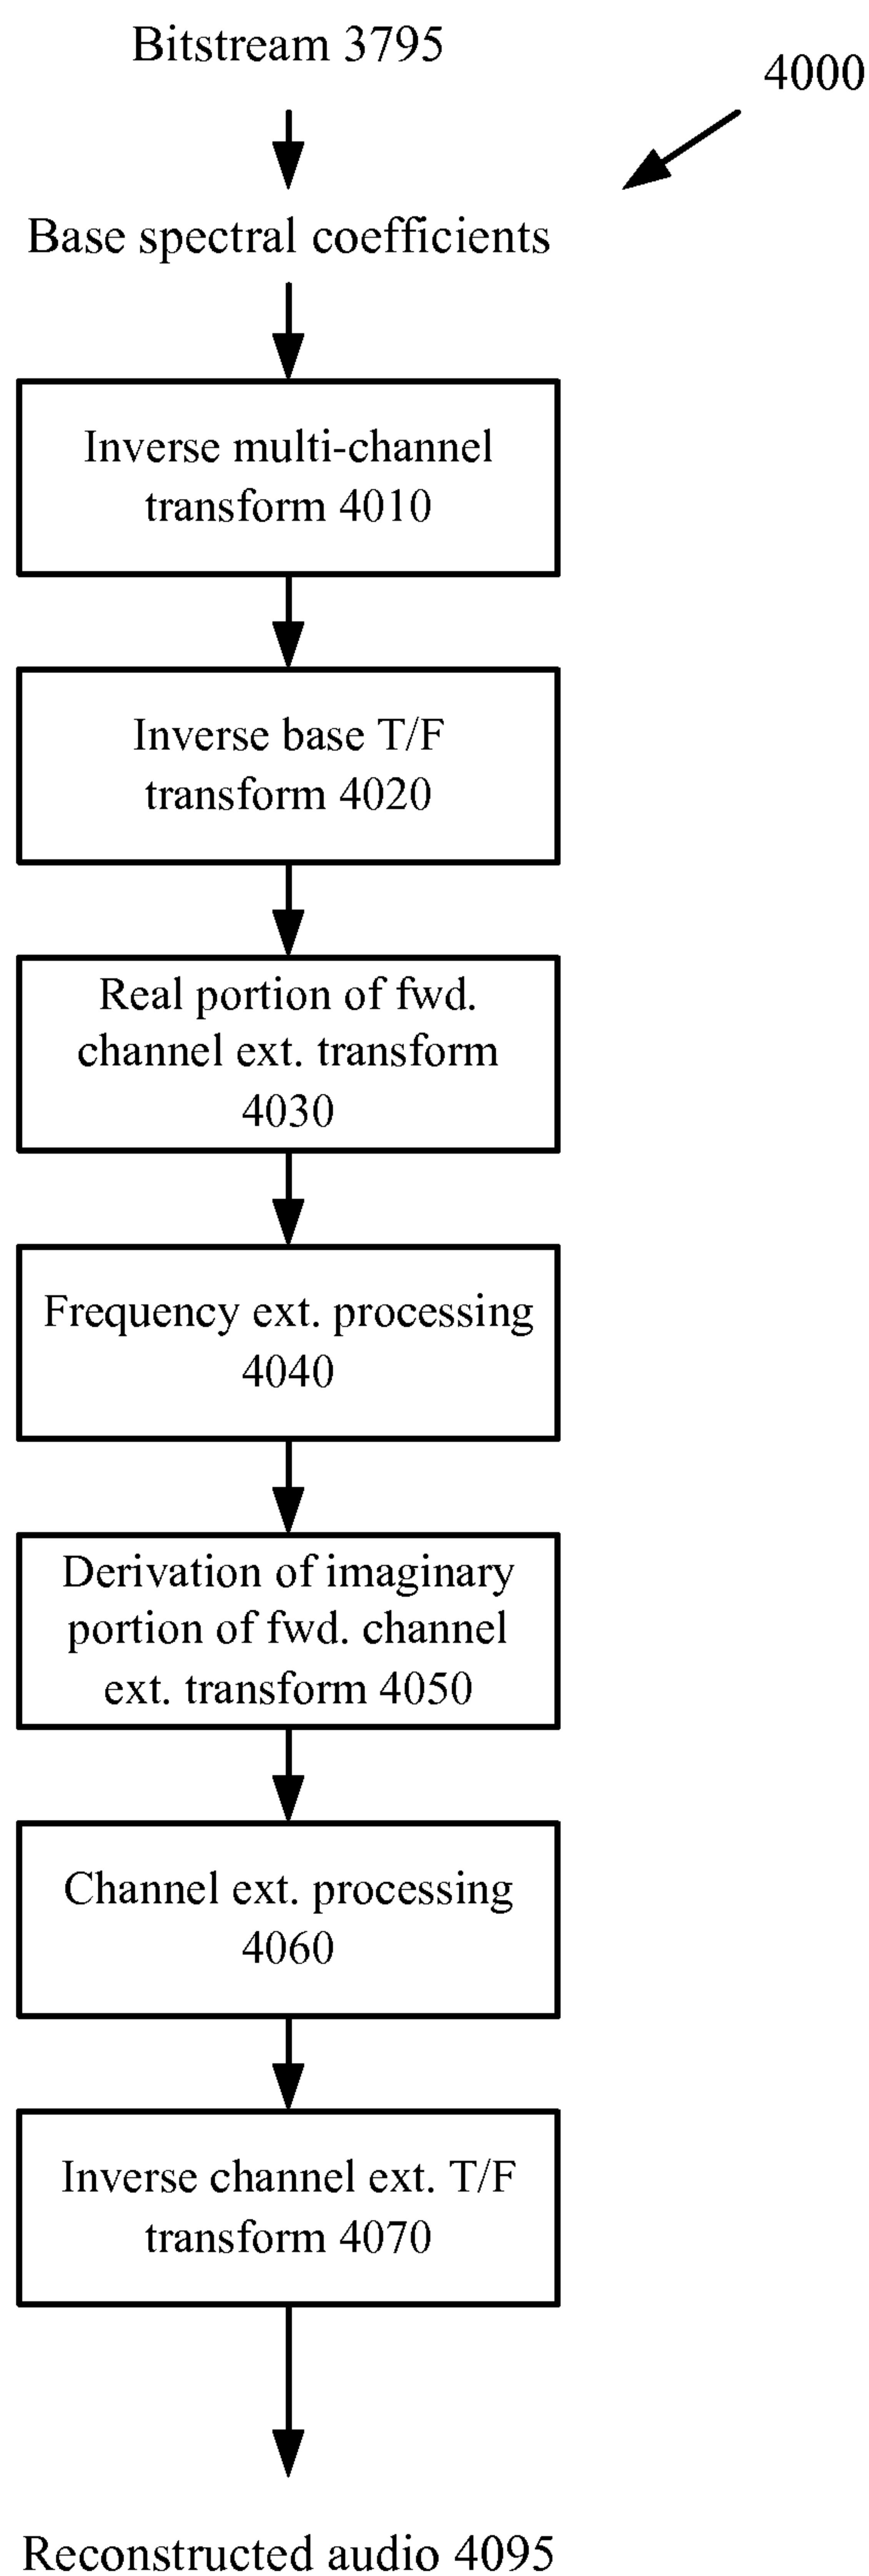 Bitstream 3795
4000
Base spectral coefficients
Inverse multi-channel
transform 4010
Inverse base T/F
transform 4020
Real portion of fwd.
channel ext. transform
4030
Frequency ext. processing
4040
Derivation of imaginary
portion of fwd. channel
ext. transform 4050
Channel ext. processing
4060
Inverse channel ext. T/F
transform 4070
Reconstructed audio 4095